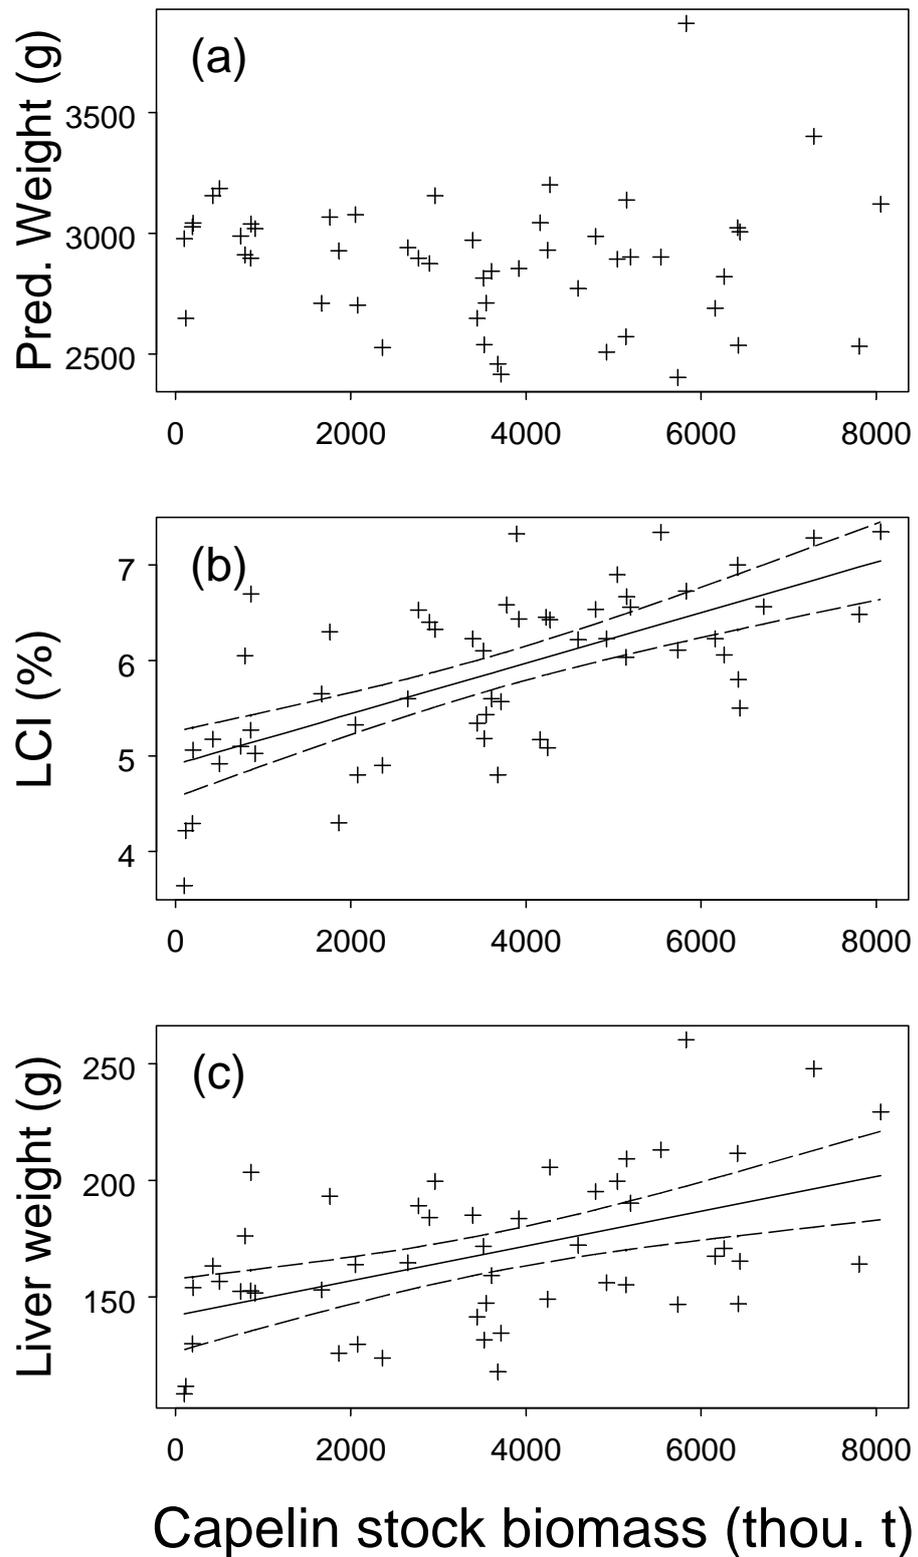 (a)
Pred. Weight (g)
3500
3000
2500
0 2000 4000 6000 8000
(b)
LCI (%)
7
6
5
4
0 2000 4000 6000 8000
(c)
Liver weight (g)
250
200
150
0 2000 4000 6000 8000
Capelin stock biomass (thou. t)